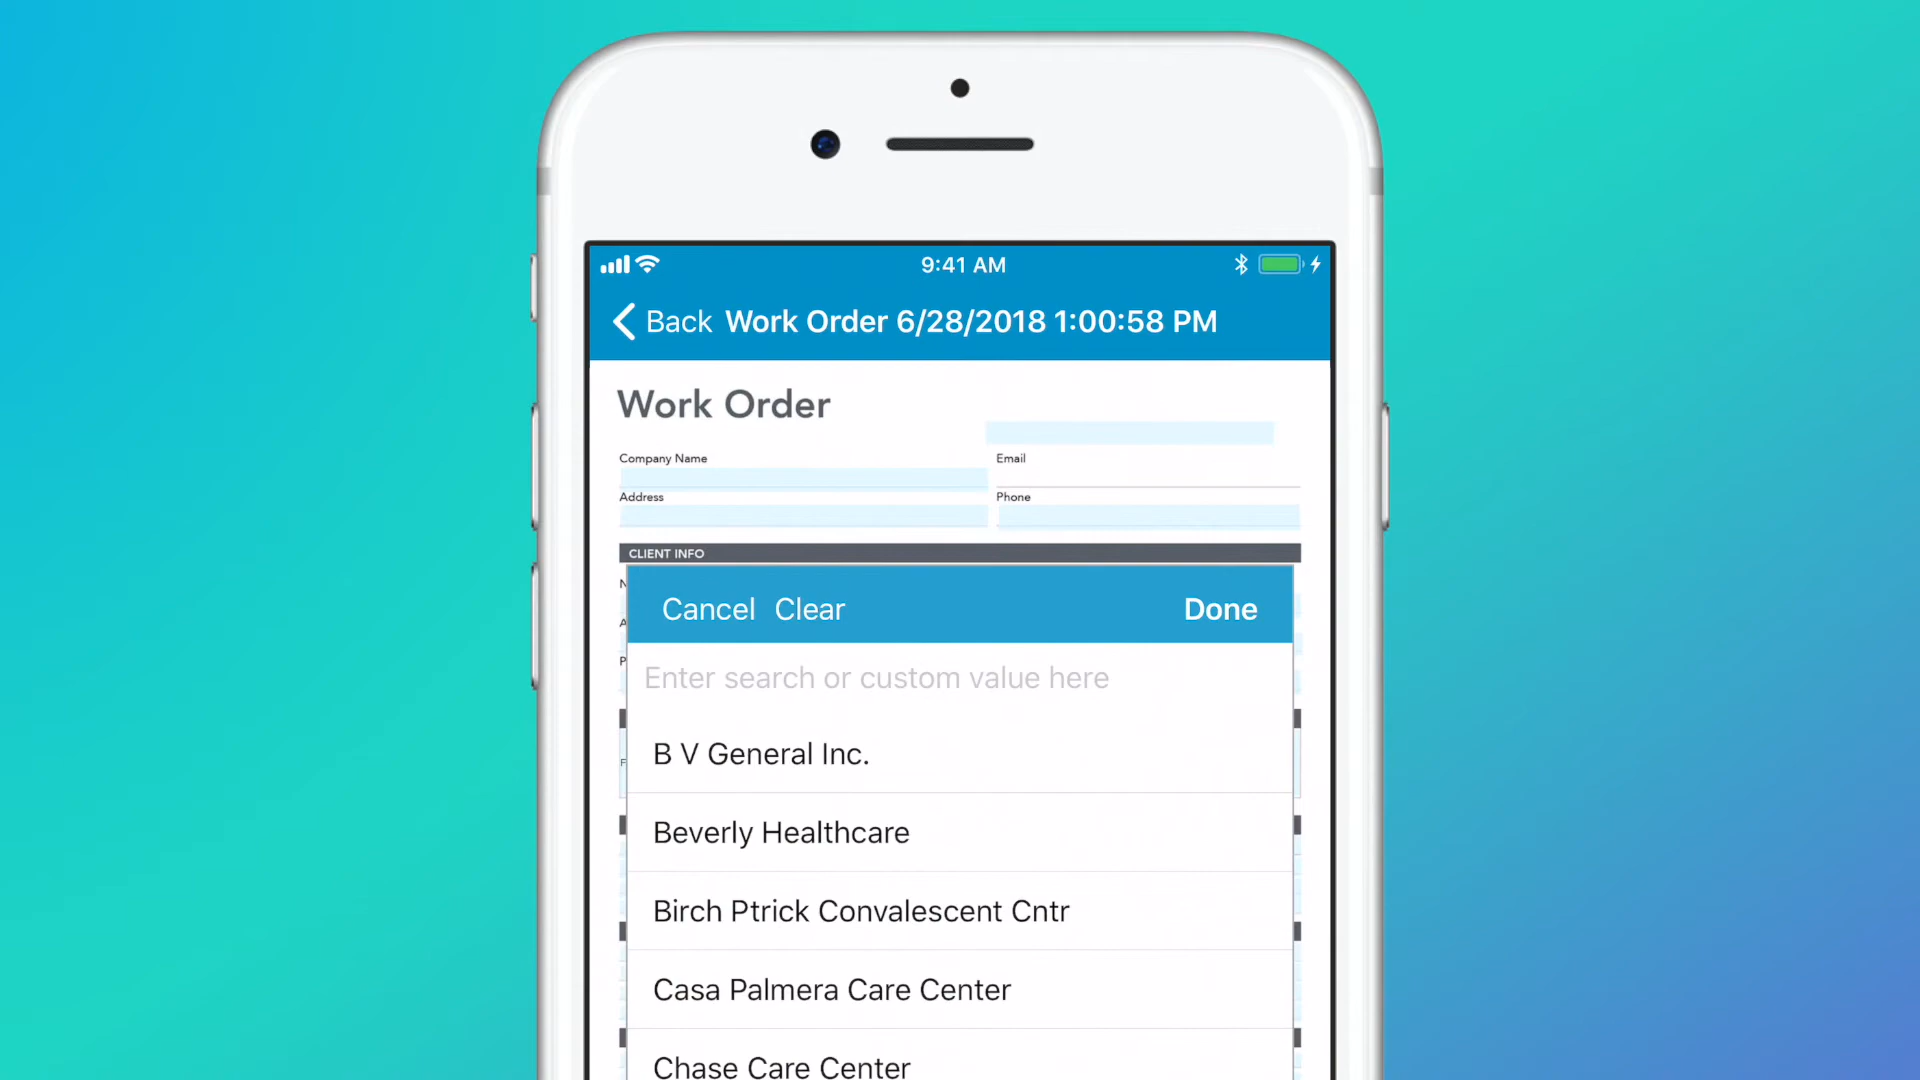 9:41 AM
Back Work Order 6/28/2018 1:00:58 PM
Work Order
Company Name
Email
Address
Phone
CLIENT INFO
Cancel Clear Done
Enter search or custom value here
B V General Inc.
Beverly Healthcare
Birch Ptrick Convalescent Cntr
Casa Palmera Care Center
Chase Care Center